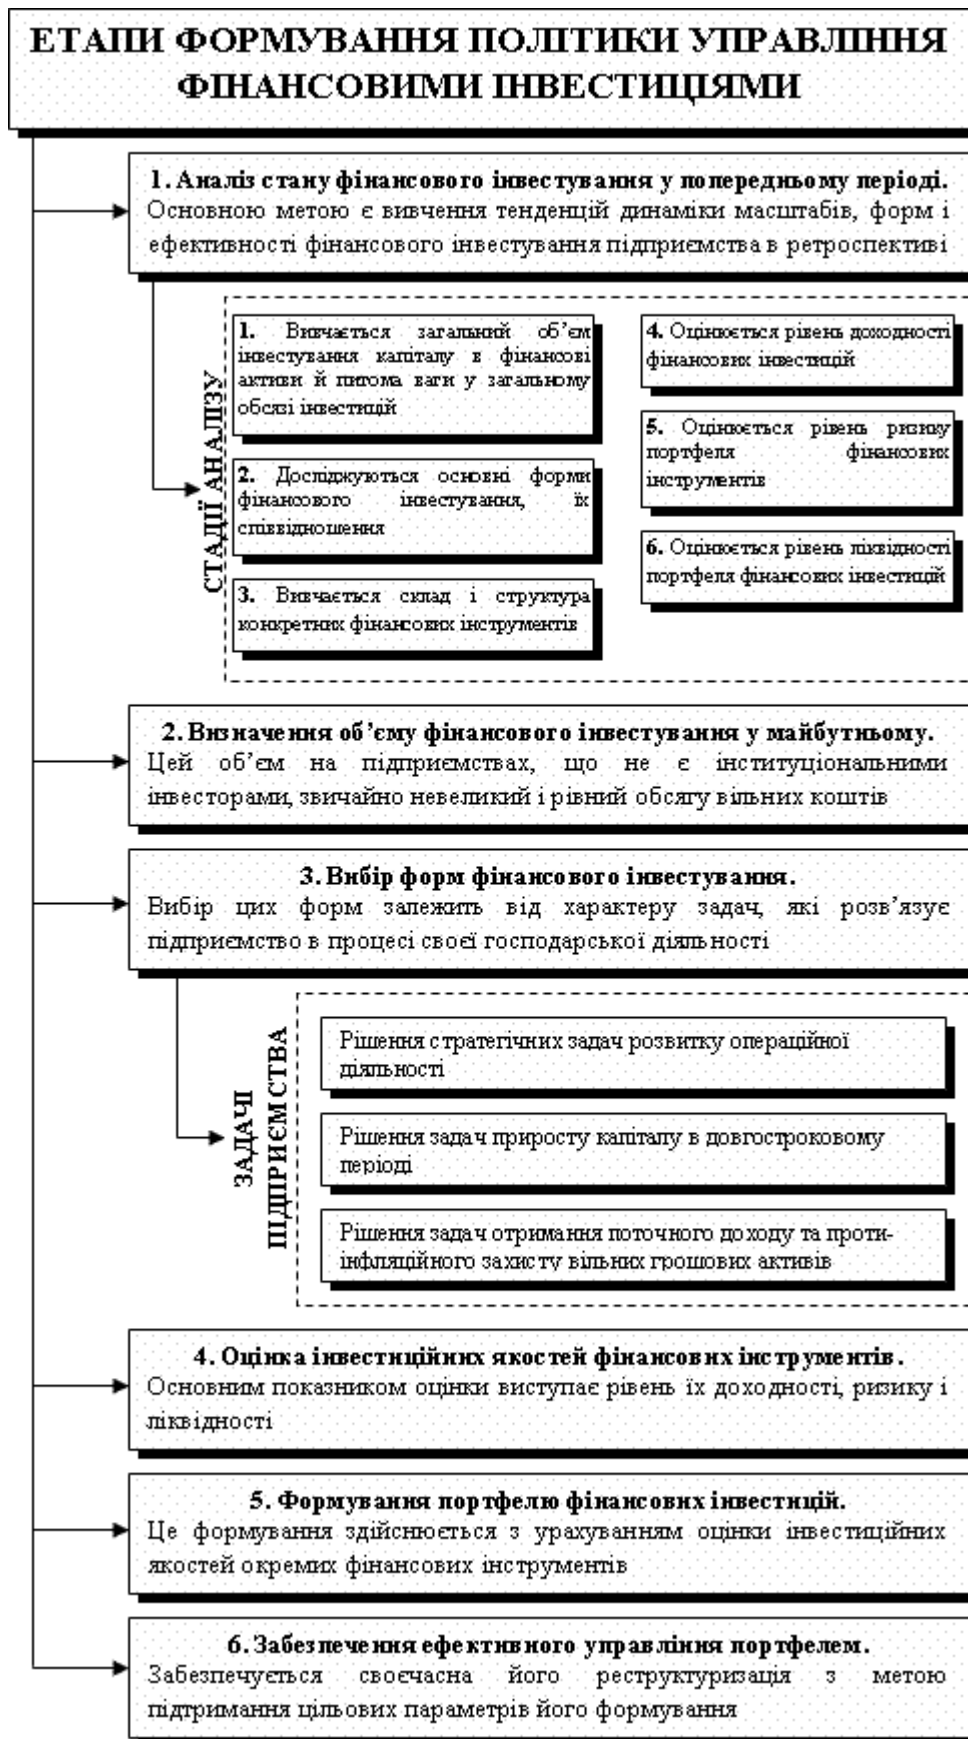 ЕТАПИ ФОРМУВАННЯ ПОЛІТИКИ УПРАВЛІННЯ
ФІНАНСОВИМИ ІНВЕСТИЦІЯМИ
1. Аналіз стану фінансового інвестування у попередньому періоді.
Основною метою є вивчення тенденцій динаміки масштабів, форм і
ефективності фінансового інвестування підприємства в ретроспективі
СТАДІЇ АНАЛІЗУ
1. Вивчається загальний об’єм
інвестування капіталу в фінансові
активи й питома ваги у загальному
обсязі інвестицій
2. Досліджуються основні форми
фінансового інвестування, їх
співвідношення
3. Вивчається склад і структура
конкретних фінансових інструментів
4. Оцінюється рівень доходності
фінансових інвестицій
5. Оцінюється рівень ризику
портфеля фінансових
інструментів
6. Оцінюється рівень ліквідності
портфеля фінансових інвестицій
2. Визначення об’єму фінансового інвестування у майбутньому.
Цей об’єм на підприємствах, що не є інституціональними
інвесторами, звичайно невеликий і рівний обсягу вільних коштів
3. Вибір форм фінансового інвестування.
Вибір цих форм залежить від характеру задач, які розв’язує
підприємство в процесі своєї господарської діяльності
ЗАДАЧІ
ПІДПРИЄМСТВА
Рішення стратегічних задач розвитку операційної
діяльності
Рішення задач приросту капіталу в довгостроковому
періоді
Рішення задач отримання поточного доходу та проти-
інфляційного захисту вільних грошових активів
4. Оцінка інвестиційних якостей фінансових інструментів.
Основним показником оцінки виступає рівень їх доходності, ризику і
ліквідності
5. Формування портфелю фінансових інвестицій.
Це формування здійснюється з урахуванням оцінки інвестиційних
якостей окремих фінансових інструментів
6. Забезпечення ефективного управління портфелем.
Забезпечується своєчасна його реструктуризація з метою
підтримання цільових параметрів його формування